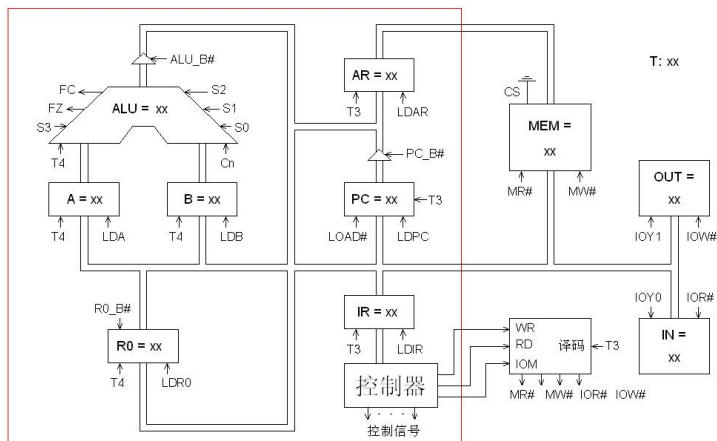 ALU_B#
FC
S2
FZ
ALU = xx
S1
S3
S0
T4
Cn
A = xx
B = xx
T4
LDA
T4
LDB
R0_B#
R0 = xx
T4
LDR0
AR = xx
T3
LDAR
PC_B#
PC = xx
T3
LOAD#
LDPC
IR = xx
T3
LDIR
控制器
· · ·
控制信号
CS
MEM =
xx
MR#
MW#
T: xx
OUT =
xx
IOY1
IOW#
IOY0
IOR#
IN =
xx
WR
RD
译码
T3
IOM
MR#
MW#
IOR#
IOW#